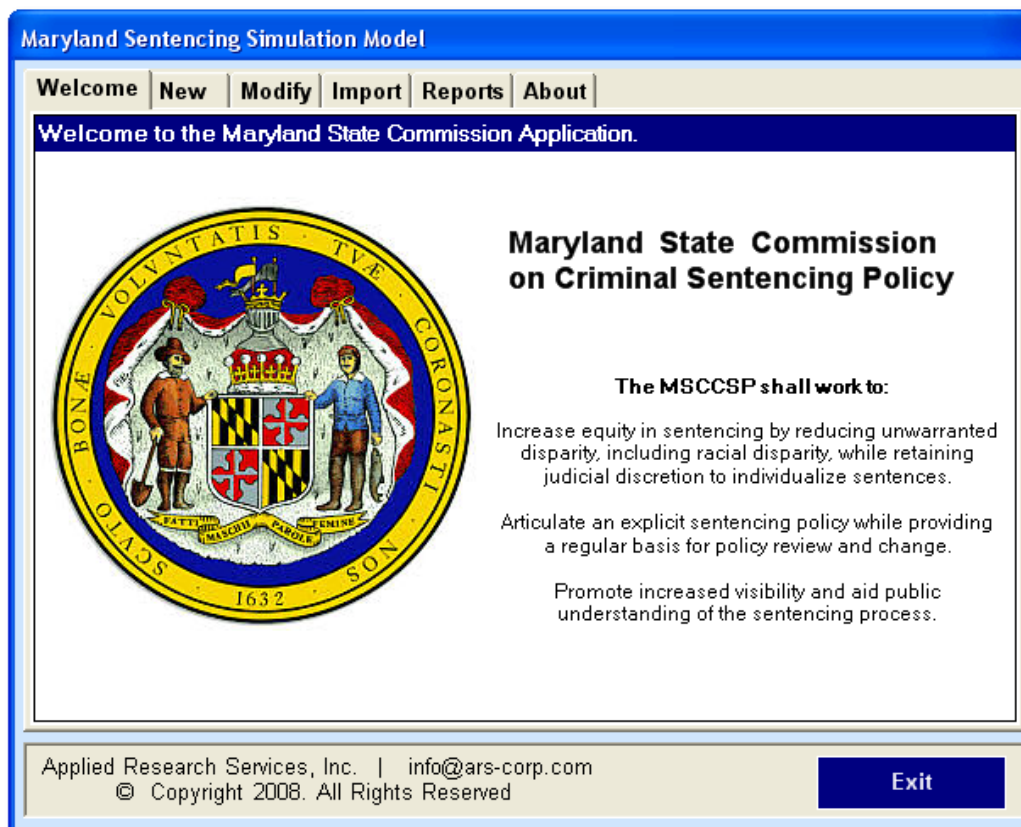 Maryland Sentencing Simulation Model
Welcome New Modify Import Reports About
Welcome to the Maryland State Commission Application.
SCVTO · BONÆ · VOLVNTATIS · TVÆ · CORONASTI · NOS
FATTI MASCHII PAROLE FEMINE
1632
Maryland State Commission
on Criminal Sentencing Policy
The MSCCSP shall work to:
Increase equity in sentencing by reducing unwarranted
disparity, including racial disparity, while retaining
judicial discretion to individualize sentences.
Articulate an explicit sentencing policy while providing
a regular basis for policy review and change.
Promote increased visibility and aid public
understanding of the sentencing process.
Applied Research Services, Inc. | info@ars-corp.com
© Copyright 2008. All Rights Reserved
Exit